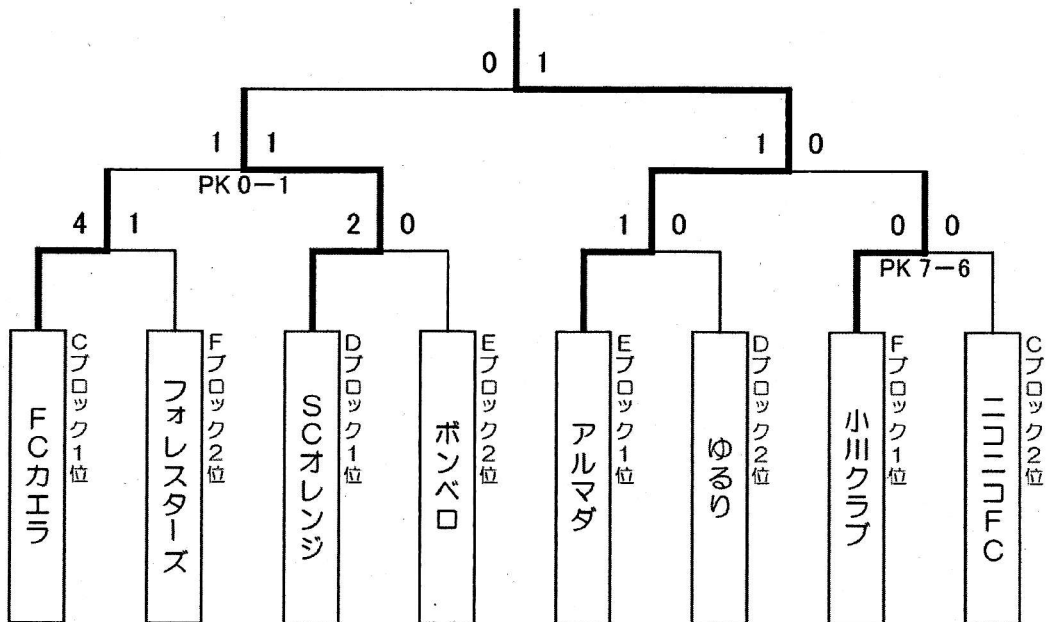 0 1
1 1
PK 0-1
1 0
4 1
2 0
1 0
0 0
PK 7-6
FCカエラ
Cブロック1位
フォレスターズ
Fブロック2位
SCオレンジ
Dブロック1位
ボンベロ
Eブロック2位
アルマダ
Eブロック1位
ゆるり
Dブロック2位
小川クラブ
Fブロック1位
ニコニコFC
Cブロック2位